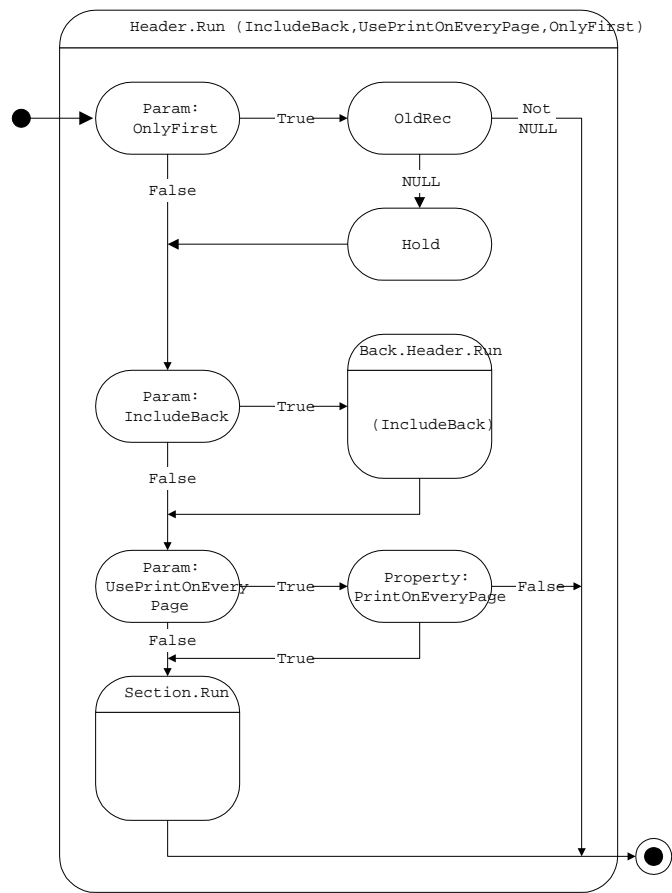 Header.Run (IncludeBack,UsePrintOnEveryPage,OnlyFirst)
Param:
OnlyFirst
True
OldRec
Not
NULL
False
NULL
Hold
Param:
IncludeBack
True
Back.Header.Run
(IncludeBack)
False
Param:
UsePrintOnEvery
Page
True
Property:
PrintOnEveryPage
False
False
True
Section.Run